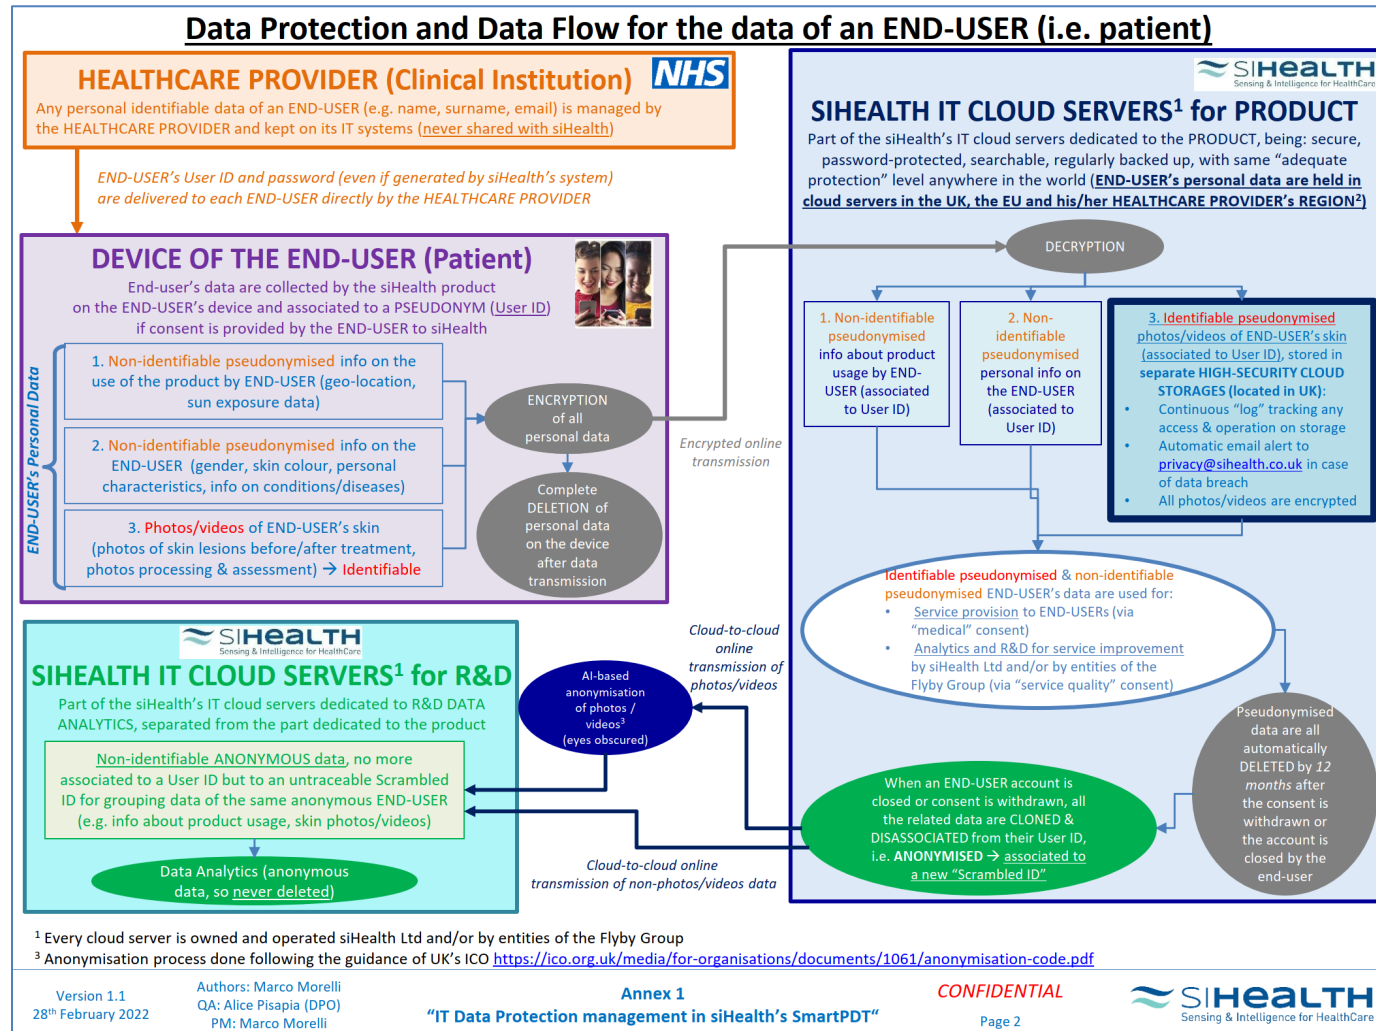 Data Protection and Data Flow for the data of an END-USER (i.e. patient)
HEALTHCARE PROVIDER (Clinical Institution)
NHS
Any personal identifiable data of an END-USER (e.g. name, surname, email) is managed by
the HEALTHCARE PROVIDER and kept on its IT systems (never shared with siHealth)
END-USER's User ID and password (even if generated by siHealth's system)
are delivered to each END-USER directly by the HEALTHCARE PROVIDER
DEVICE OF THE END-USER (Patient)
End-user's data are collected by the siHealth product
on the END-USER's device and associated to a PSEUDONYM (User ID)
if consent is provided by the END-USER to siHealth
END-USER's Personal Data
1. Non-identifiable pseudonymised info on the
use of the product by END-USER (geo-location,
sun exposure data)
2. Non-identifiable pseudonymised info on the
END-USER (gender, skin colour, personal
characteristics, info on conditions/diseases)
3. Photos/videos of END-USER's skin
(photos of skin lesions before/after treatment,
photos processing & assessment) → Identifiable
ENCRYPTION
of all
personal data
Complete
DELETION of
personal data
on the device
after data
transmission
Encrypted online
transmission
SIHEALTH
Sensing & Intelligence for HealthCare
SIHEALTH IT CLOUD SERVERS¹ for PRODUCT
Part of the siHealth's IT cloud servers dedicated to the PRODUCT, being: secure,
password-protected, searchable, regularly backed up, with same "adequate
protection" level anywhere in the world (END-USER's personal data are held in
cloud servers in the UK, the EU and his/her HEALTHCARE PROVIDER's REGION²)
DECRYPTION
1. Non-identifiable
pseudonymised
info about product
usage by END-
USER (associated
to User ID)
2. Non-
identifiable
pseudonymised
personal info on
the END-USER
(associated to
User ID)
3. Identifiable pseudonymised
photos/videos of END-USER's skin
(associated to User ID), stored in
separate HIGH-SECURITY CLOUD
STORAGES (located in UK):
• Continuous "log" tracking any
access & operation on storage
• Automatic email alert to
privacy@sihealth.co.uk in case
of data breach
• All photos/videos are encrypted
Identifiable pseudonymised & non-identifiable
pseudonymised END-USER's data are used for:
• Service provision to END-USERs (via
"medical" consent)
• Analytics and R&D for service improvement
by siHealth Ltd and/or by entities of the
Flyby Group (via "service quality" consent)
Pseudonymised
data are all
automatically
DELETED by 12
months after
the consent is
withdrawn or
the account is
closed by the
end-user
When an END-USER account is
closed or consent is withdrawn, all
the related data are CLONED &
DISASSOCIATED from their User ID,
i.e. ANONYMISED → associated to
a new "Scrambled ID"
Cloud-to-cloud
online
transmission of
photos/videos
AI-based
anonymisation
of photos /
videos³
(eyes obscured)
Cloud-to-cloud online
transmission of non-photos/videos data
SIHEALTH
Sensing & Intelligence for HealthCare
SIHEALTH IT CLOUD SERVERS¹ for R&D
Part of the siHealth's IT cloud servers dedicated to R&D DATA
ANALYTICS, separated from the part dedicated to the product
Non-identifiable ANONYMOUS data, no more
associated to a User ID but to an untraceable Scrambled
ID for grouping data of the same anonymous END-USER
(e.g. info about product usage, skin photos/videos)
Data Analytics (anonymous
data, so never deleted)
¹ Every cloud server is owned and operated siHealth Ltd and/or by entities of the Flyby Group
³ Anonymisation process done following the guidance of UK's ICO https://ico.org.uk/media/for-organisations/documents/1061/anonymisation-code.pdf
Version 1.1
28th February 2022
Authors: Marco Morelli
QA: Alice Pisapia (DPO)
PM: Marco Morelli
Annex 1
"IT Data Protection management in siHealth's SmartPDT"
CONFIDENTIAL
Page 2
SIHEALTH
Sensing & Intelligence for HealthCare